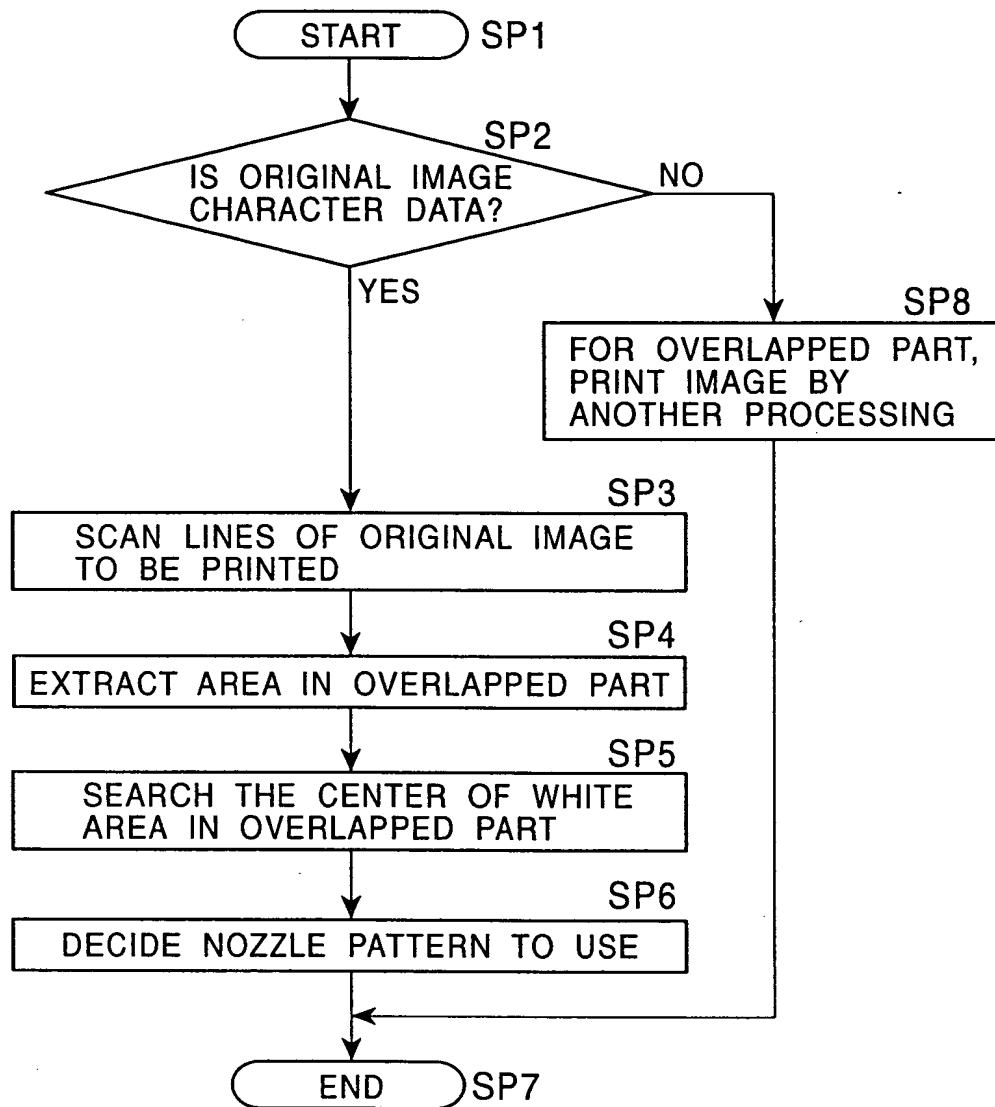 START
SP1
SP2
IS ORIGINAL IMAGE
CHARACTER DATA?
NO
YES
SP8
FOR OVERLAPPED PART,
PRINT IMAGE BY
ANOTHER PROCESSING
SP3
SCAN LINES OF ORIGINAL IMAGE
TO BE PRINTED
SP4
EXTRACT AREA IN OVERLAPPED PART
SP5
SEARCH THE CENTER OF WHITE
AREA IN OVERLAPPED PART
SP6
DECIDE NOZZLE PATTERN TO USE
END
SP7